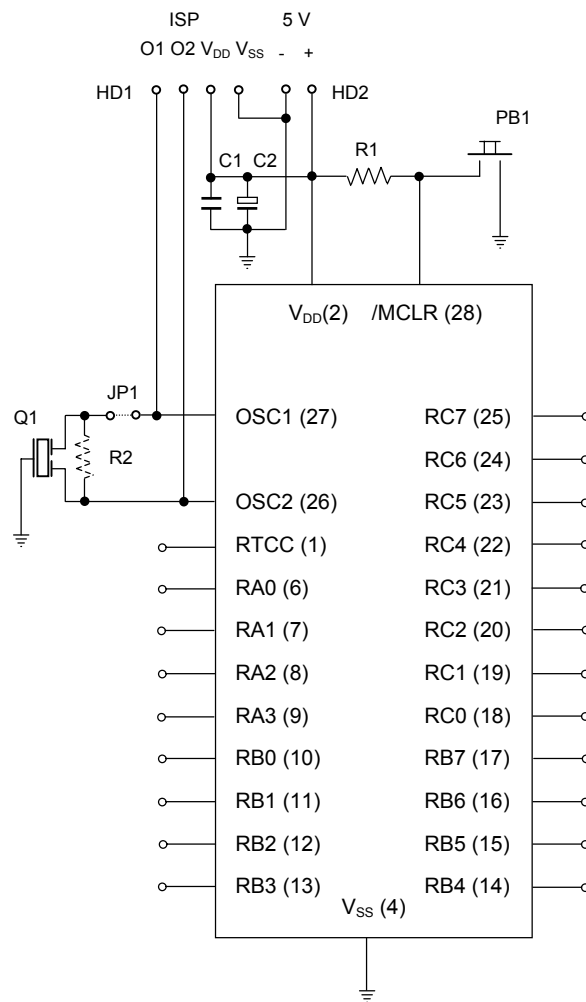 ISP 5 V
O1 O2 VDD VSS - +
HD1 HD2
PB1
R1
C1 C2
VDD(2) /MCLR (28)
JP1
Q1
OSC1 (27) RC7 (25)
R2
RC6 (24)
OSC2 (26) RC5 (23)
RTCC (1) RC4 (22)
RA0 (6) RC3 (21)
RA1 (7) RC2 (20)
RA2 (8) RC1 (19)
RA3 (9) RC0 (18)
RB0 (10) RB7 (17)
RB1 (11) RB6 (16)
RB2 (12) RB5 (15)
RB3 (13) RB4 (14)
VSS (4)